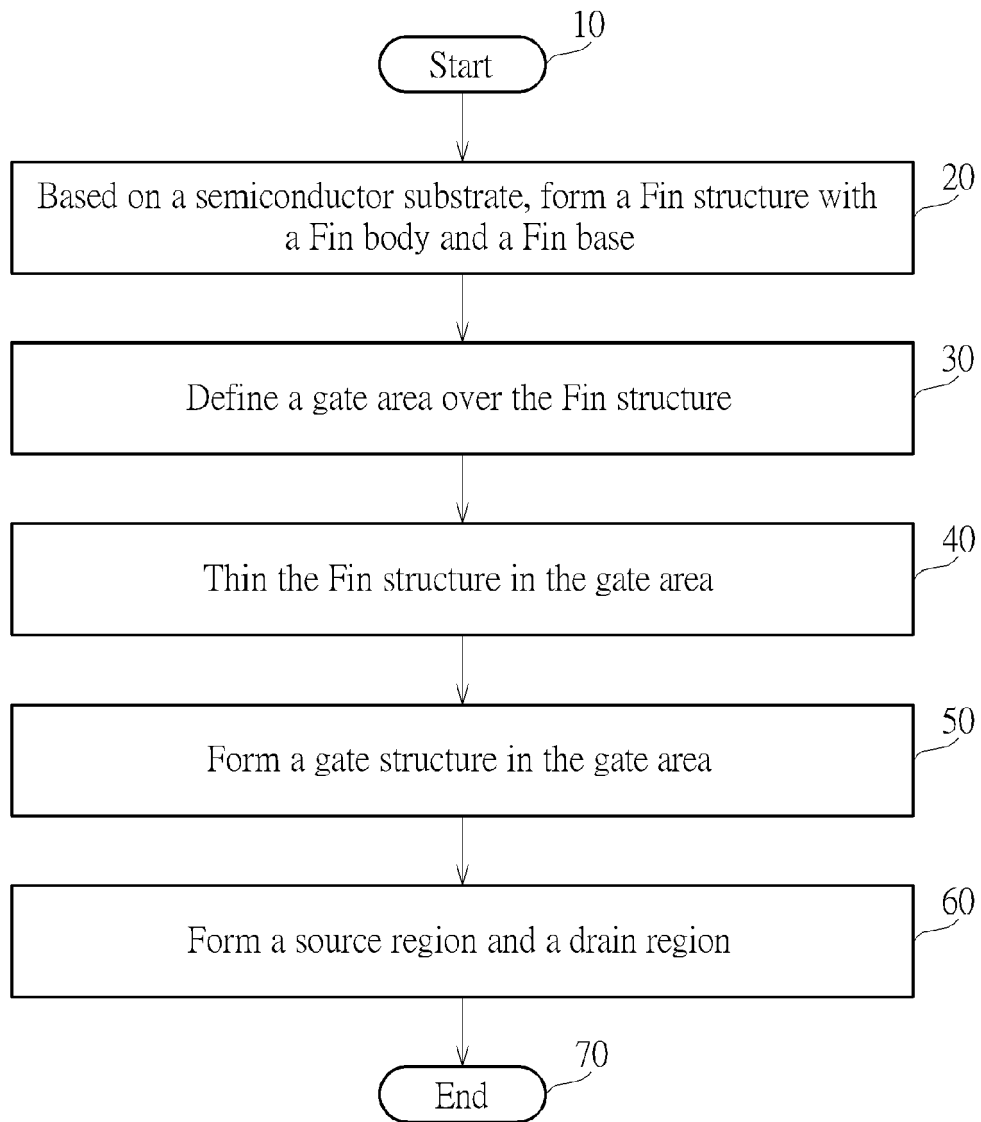 10
Start
20
Based on a semiconductor substrate, form a Fin structure with
a Fin body and a Fin base
30
Define a gate area over the Fin structure
40
Thin the Fin structure in the gate area
50
Form a gate structure in the gate area
60
Form a source region and a drain region
70
End